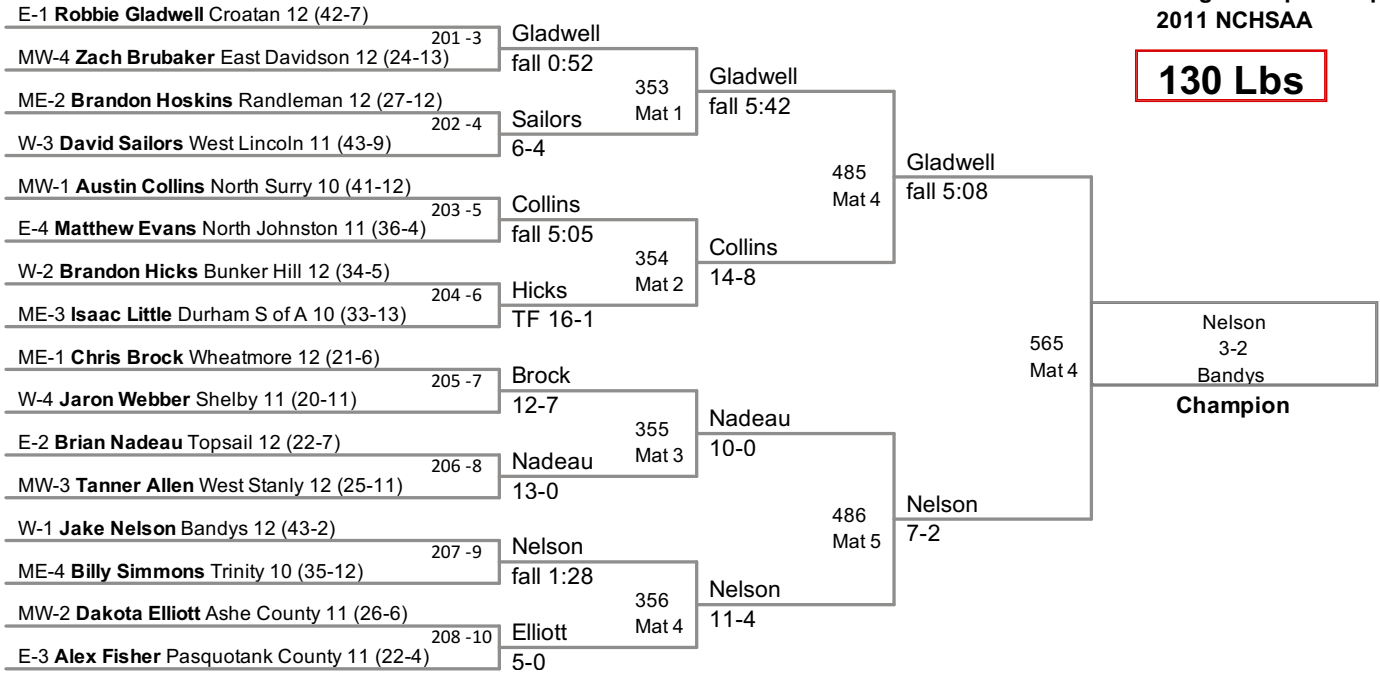 2011 NCHSAA
130 Lbs
E-1 Robbie Gladwell Croatan 12 (42-7)
201 -3
MW-4 Zach Brubaker East Davidson 12 (24-13)
ME-2 Brandon Hoskins Randleman 12 (27-12)
202 -4
W-3 David Sailors West Lincoln 11 (43-9)
MW-1 Austin Collins North Surry 10 (41-12)
203 -5
E-4 Matthew Evans North Johnston 11 (36-4)
W-2 Brandon Hicks Bunker Hill 12 (34-5)
204 -6
ME-3 Isaac Little Durham S of A 10 (33-13)
ME-1 Chris Brock Wheatmore 12 (21-6)
205 -7
W-4 Jaron Webber Shelby 11 (20-11)
E-2 Brian Nadeau Topsail 12 (22-7)
206 -8
MW-3 Tanner Allen West Stanly 12 (25-11)
W-1 Jake Nelson Bandys 12 (43-2)
207 -9
ME-4 Billy Simmons Trinity 10 (35-12)
MW-2 Dakota Elliott Ashe County 11 (26-6)
208 -10
E-3 Alex Fisher Pasquotank County 11 (22-4)
Gladwell
fall 0:52
353
Mat 1
Sailors
6-4
Collins
fall 5:05
354
Mat 2
Hicks
TF 16-1
Brock
12-7
355
Mat 3
Nadeau
13-0
Nelson
fall 1:28
356
Mat 4
Elliott
5-0
Gladwell
fall 5:42
485
Mat 4
Collins
14-8
Nadeau
10-0
486
Mat 5
Nelson
11-4
Gladwell
fall 5:08
565
Mat 4
Nelson
7-2
Nelson
3-2
Bandys
Champion